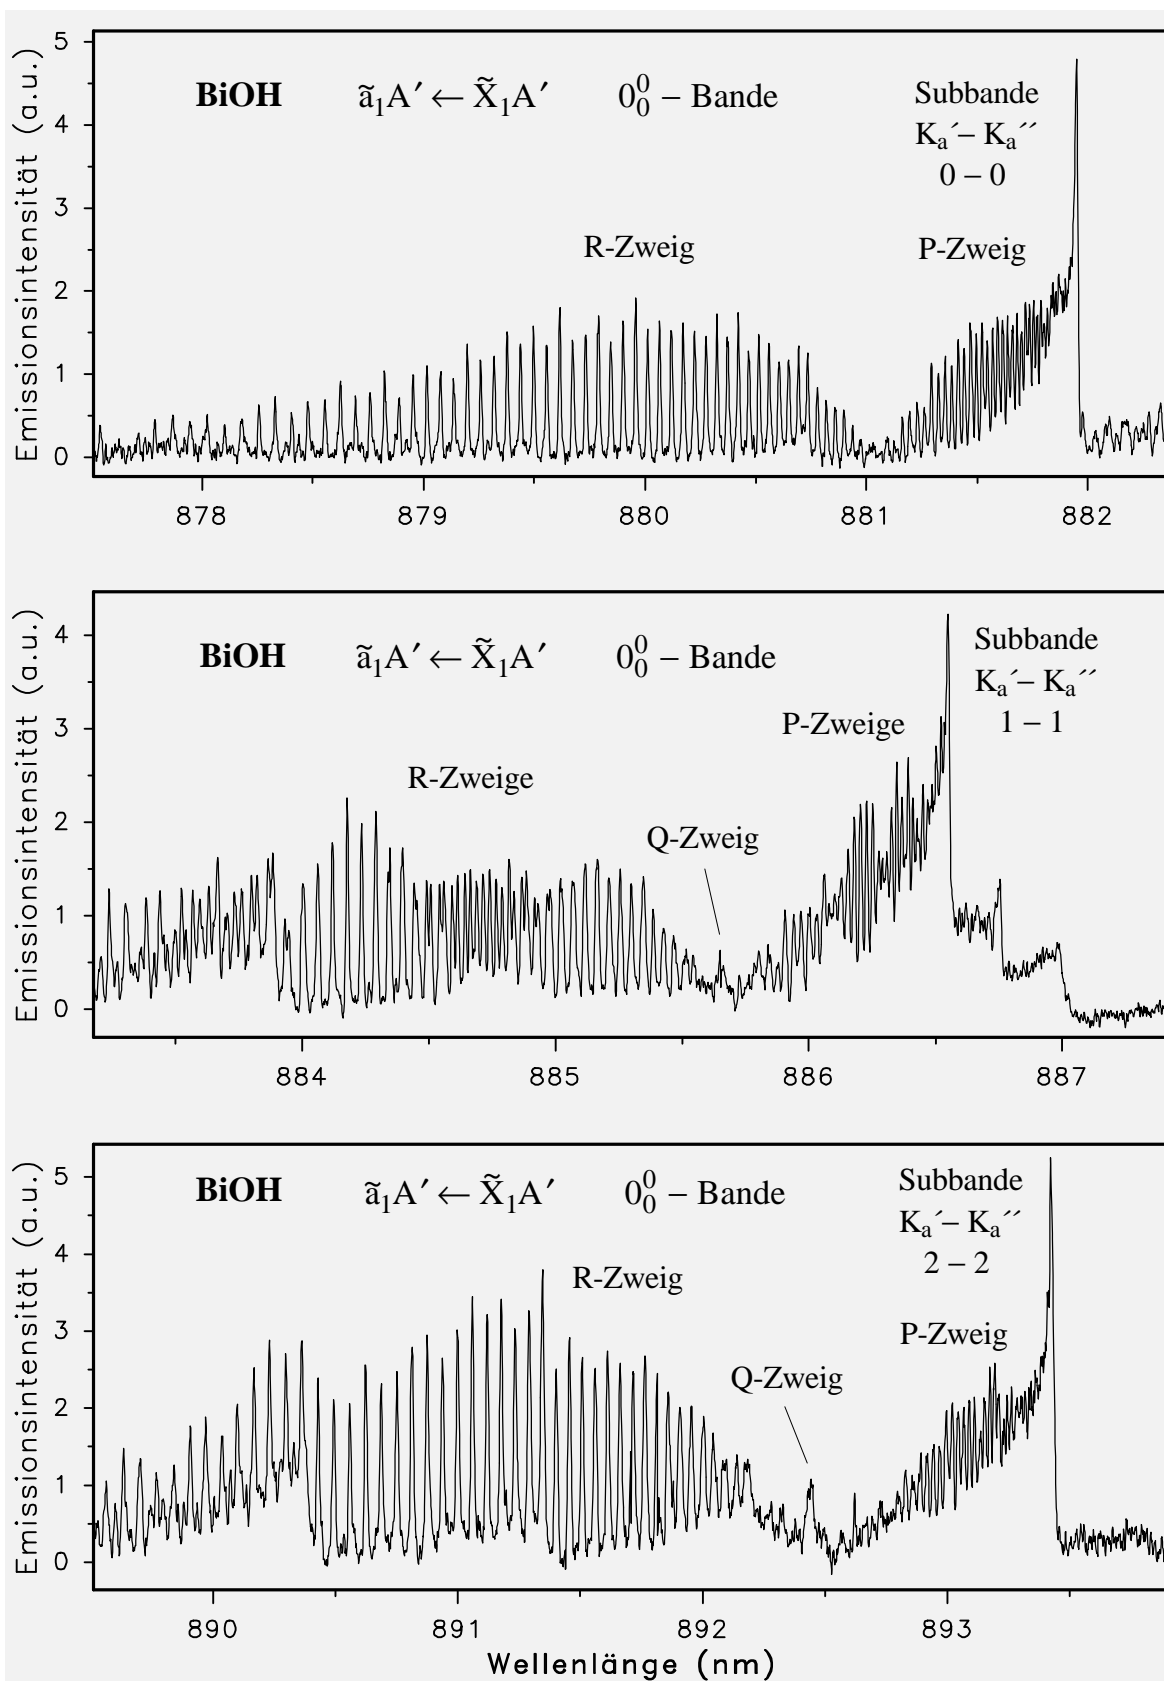 BiOH ã₁A′ ← X̃₁A′ 0⁰₀ – Bande Subbande
Kₐ´– Kₐ´´
0 – 0
R-Zweig P-Zweig
Emissionsintensität (a.u.)
5
4
3
2
1
0
878 879 880 881 882
BiOH ã₁A′ ← X̃₁A′ 0⁰₀ – Bande Subbande
Kₐ´– Kₐ´´
1 – 1
P-Zweige
R-Zweige
Q-Zweig
Emissionsintensität (a.u.)
4
3
2
1
0
884 885 886 887
BiOH ã₁A′ ← X̃₁A′ 0⁰₀ – Bande Subbande
Kₐ´– Kₐ´´
2 – 2
R-Zweig
P-Zweig
Q-Zweig
Emissionsintensität (a.u.)
5
4
3
2
1
0
890 891 892 893
Wellenlänge (nm)